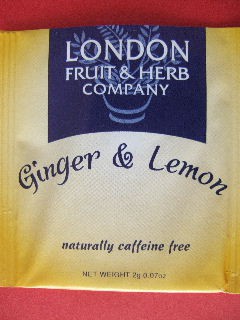 LONDON
FRUIT & HERB
COMPANY
Ginger & Lemon
naturally caffeine free
NET WEIGHT 2g 0.07oz